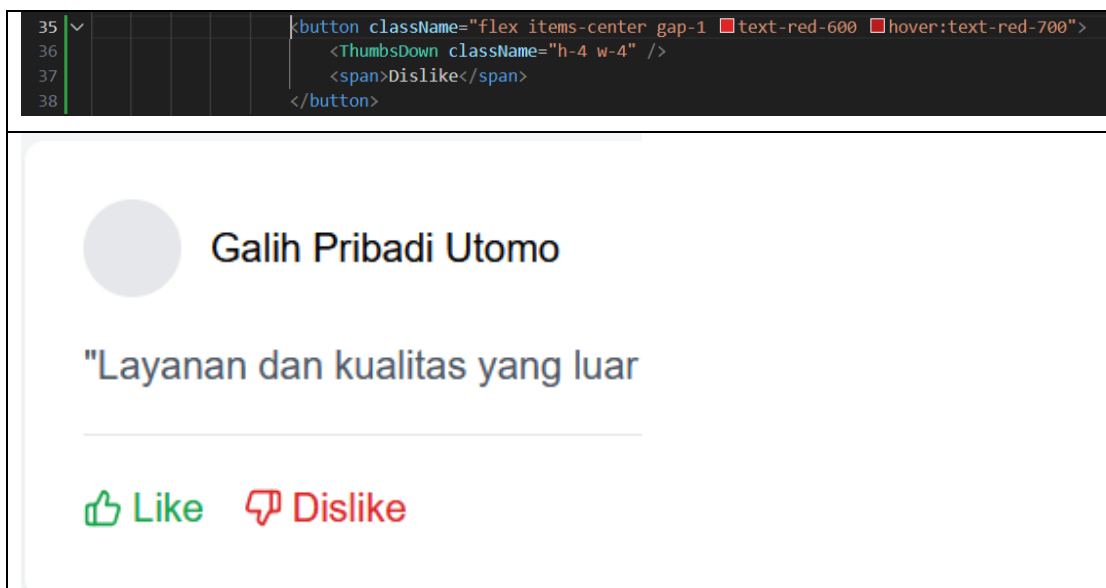 35 <button className="flex items-center gap-1 text-red-600 hover:text-red-700">
36 <ThumbsDown className="h-4 w-4" />
37 <span>Dislike</span>
38 </button>
Galih Pribadi Utomo
"Layanan dan kualitas yang luar
Like Dislike